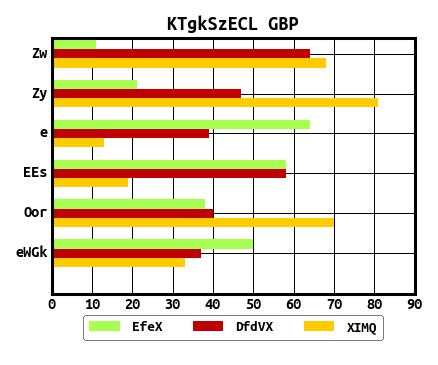 KTgkSzECL GBP
Zw
Zy
e
EEs
Oor
eWGk
0 10 20 30 40 50 60 70 80 90
EfeX DfdVX XIMQ